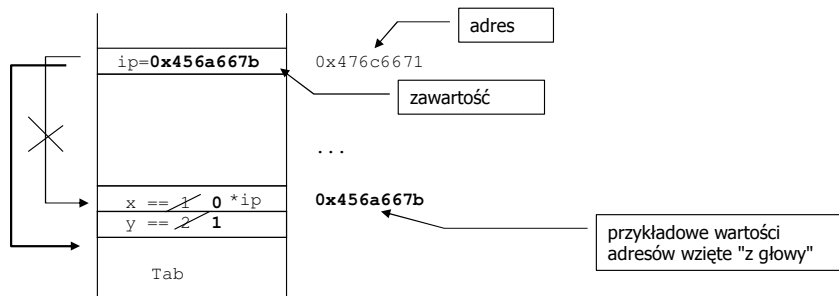 adres
ip=0x456a667b 0x476c6671
zawartość
...
x == 1 0 *ip 0x456a667b
y == 2 1
przykładowe wartości
adresów wzięte "z głowy"
Tab